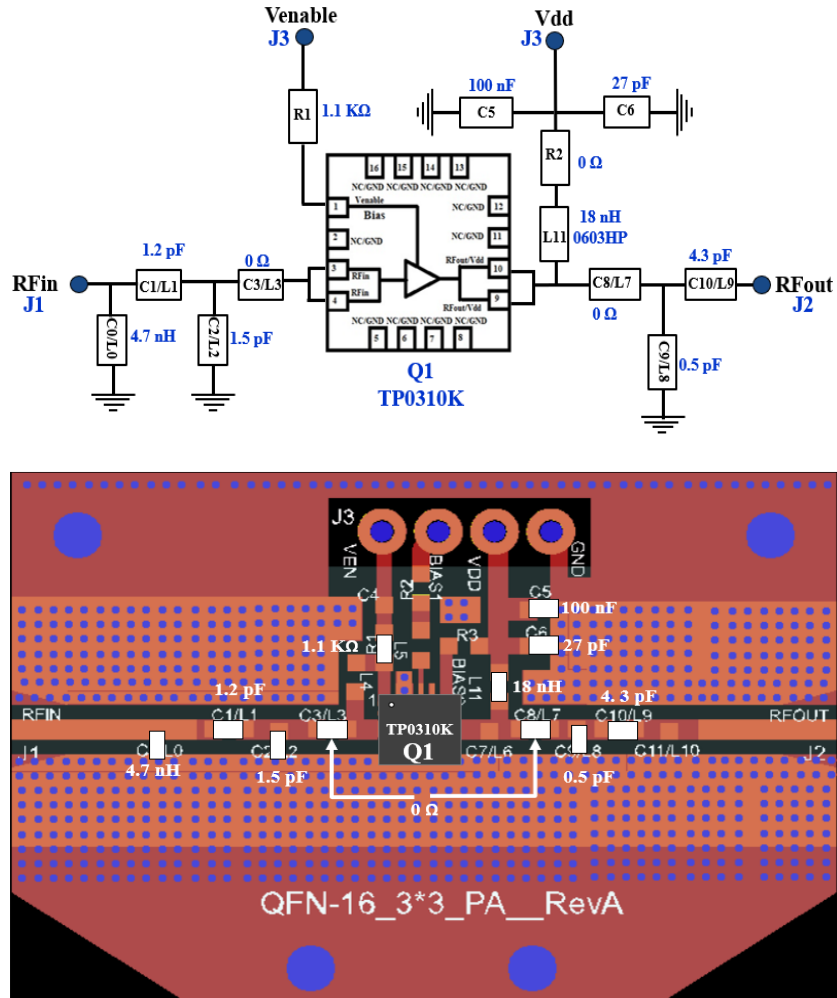 Venable
J3
Vdd
J3
100 nF
27 pF
C5
C6
R1
1.1 KΩ
R2
0 Ω
16 15 14 13
NC/GND NC/GND NC/GND NC/GND
1
Venable
Bias
12
NC/GND
2
NC/GND
11
NC/GND
18 nH
0603HP
L11
1.2 pF
0 Ω
4.3 pF
3
RFin
RFout/Vdd
10
RFin
J1
C1/L1
C3/L3
4
RFin
9
RFout/Vdd
C8/L7
C10/L9
RFout
J2
0 Ω
C0/L0
4.7 nH
C2/L2
1.5 pF
NC/GND NC/GND NC/GND NC/GND
5 6 7 8
C9/L8
0.5 pF
Q1
TP0310K
J3
VEN
BIAS1
VDD
GND
C4
R2
C5
100 nF
1.1 KΩ
R1
L5
R3
C6
27 pF
L4
BIAS
L11
18 nH
1.2 pF
4. 3 pF
RFIN
C1/L1
C3/L3
TP0310K
Q1
C8/L7
C10/L9
RFOUT
J1
L0
C7/L6
C9/L8
C11/L10
J2
4.7 nH
1.5 pF
0.5 pF
0 Ω
QFN-16_3*3_PA__RevA